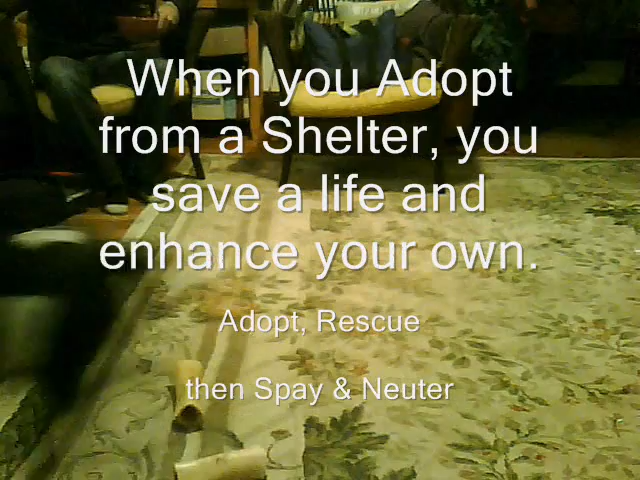 When you Adopt
from a Shelter, you
save a life and
enhance your own.
Adopt, Rescue
then Spay & Neuter